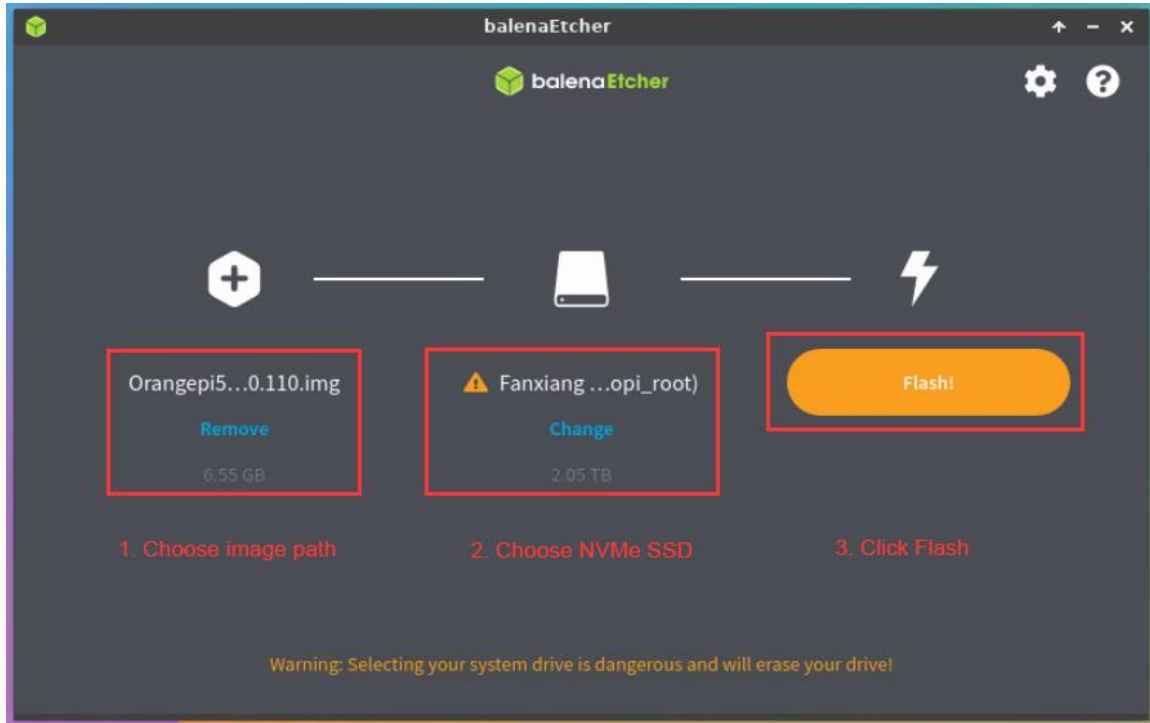 balenaEtcher
balenaEtcher
Orangepi5...0.110.img
Remove
6.55 GB
Fanxiang ...opi_root)
Change
2.05 TB
Flash!
1. Choose image path
2. Choose NVMe SSD
3. Click Flash
Warning: Selecting your system drive is dangerous and will erase your drive!